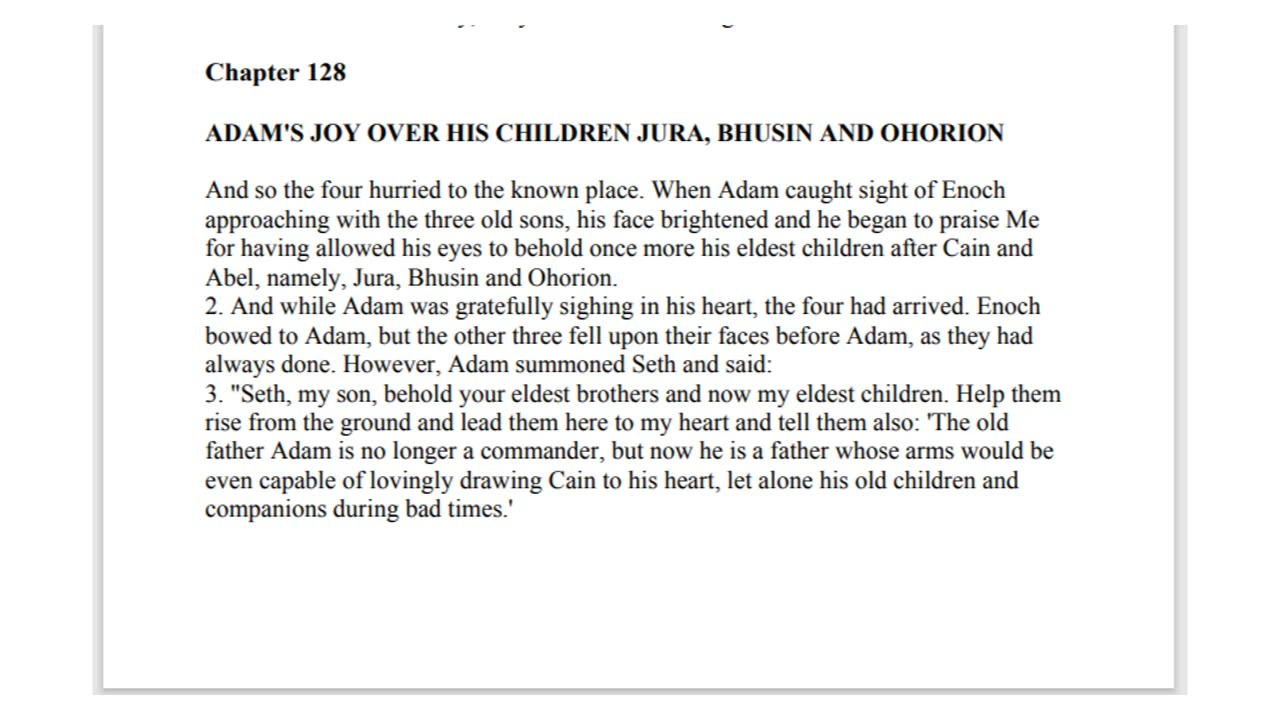 Chapter 128
ADAM'S JOY OVER HIS CHILDREN JURA, BHUSIN AND OHORION
And so the four hurried to the known place. When Adam caught sight of Enoch
approaching with the three old sons, his face brightened and he began to praise Me
for having allowed his eyes to behold once more his eldest children after Cain and
Abel, namely, Jura, Bhusin and Ohorion.
2. And while Adam was gratefully sighing in his heart, the four had arrived. Enoch
bowed to Adam, but the other three fell upon their faces before Adam, as they had
always done. However, Adam summoned Seth and said:
3. "Seth, my son, behold your eldest brothers and now my eldest children. Help them
rise from the ground and lead them here to my heart and tell them also: 'The old
father Adam is no longer a commander, but now he is a father whose arms would be
even capable of lovingly drawing Cain to his heart, let alone his old children and
companions during bad times.'